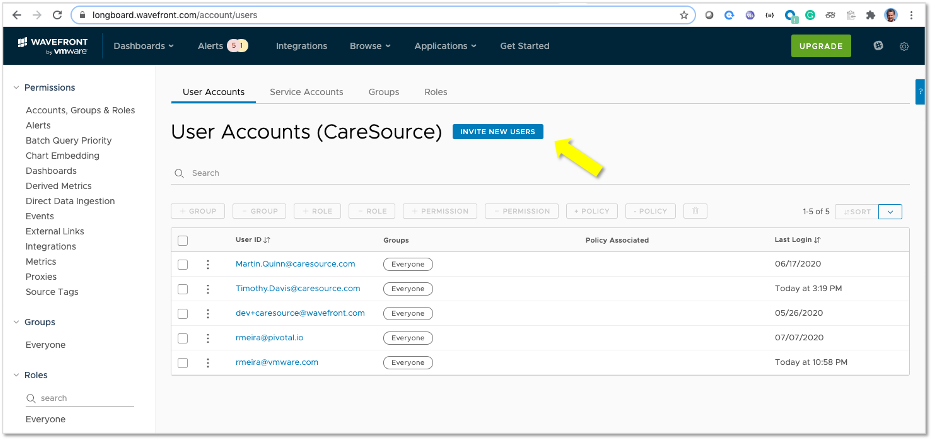 longboard.wavefront.com/account/users
WAVEFRONT
by vmware
Dashboards
Alerts 5 1
Integrations
Browse
Applications
Get Started
UPGRADE
?
Permissions
Accounts, Groups & Roles
Alerts
Batch Query Priority
Chart Embedding
Dashboards
Derived Metrics
Direct Data Ingestion
Events
External Links
Integrations
Metrics
Proxies
Source Tags
Groups
Everyone
Roles
search
Everyone
User Accounts Service Accounts Groups Roles
User Accounts (CareSource) INVITE NEW USERS
Search
+ GROUP - GROUP + ROLE - ROLE + PERMISSION - PERMISSION + POLICY - POLICY 1-5 of 5 SORT
User ID Groups Policy Associated Last Login
Martin.Quinn@caresource.com Everyone 06/17/2020
Timothy.Davis@caresource.com Everyone Today at 3:19 PM
dev+caresource@wavefront.com Everyone 05/26/2020
rmeira@pivotal.io Everyone 07/07/2020
rmeira@vmware.com Everyone Today at 10:58 PM